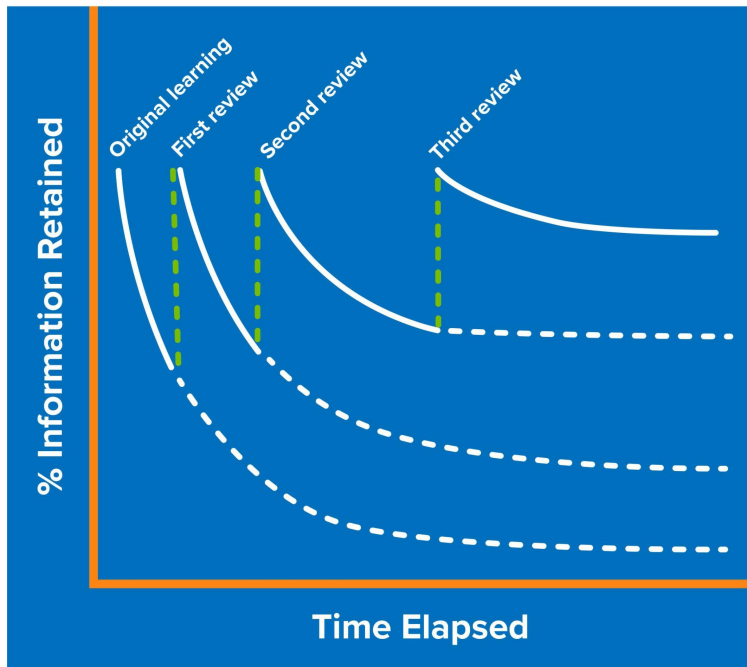 Original learning
First review
Second review
Third review
% Information Retained
Time Elapsed